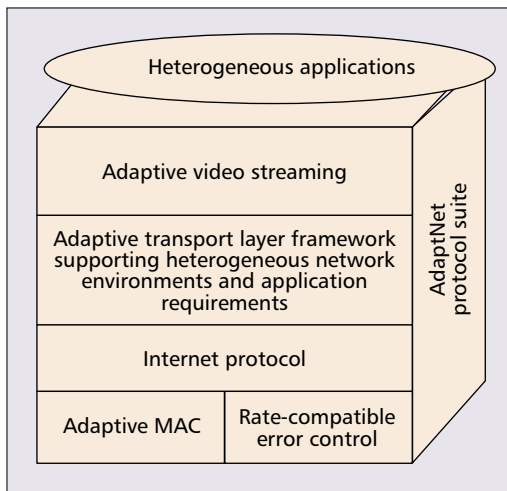 Heterogeneous applications
Adaptive video streaming
Adaptive transport layer framework
supporting heterogeneous network
environments and application
requirements
Internet protocol
Adaptive MAC
Rate-compatible
error control
AdaptNet
protocol suite